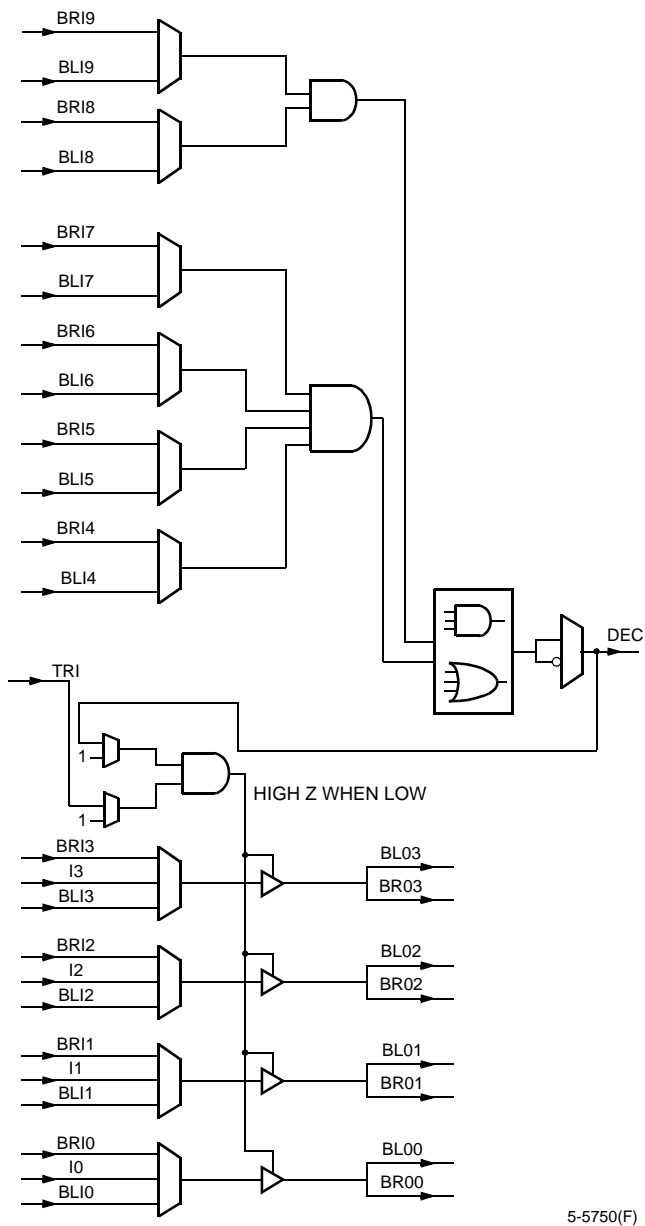 BRI9
BLI9
BRI8
BLI8
BRI7
BLI7
BRI6
BLI6
BRI5
BLI5
BRI4
BLI4
DEC
TRI
1
1
HIGH Z WHEN LOW
BRI3
I3
BLI3
BL03
BR03
BRI2
I2
BLI2
BL02
BR02
BRI1
I1
BLI1
BL01
BR01
BRI0
I0
BLI0
BL00
BR00
5-5750(F)